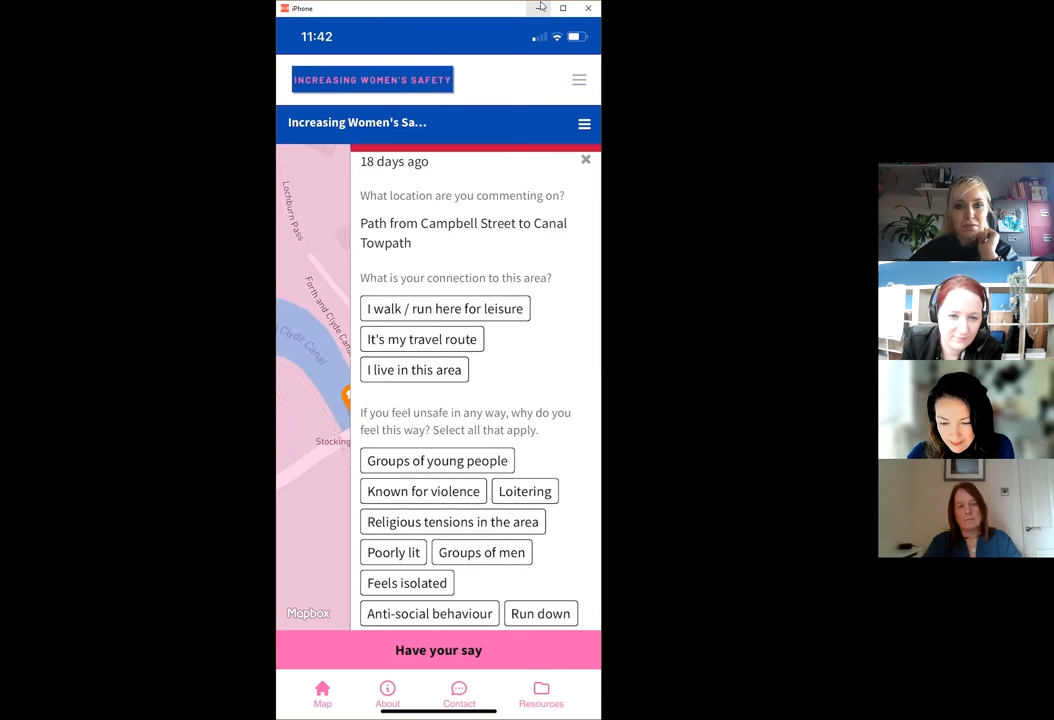 iPhone
11:42
INCREASING WOMEN'S SAFETY
Increasing Women's Sa...
18 days ago
What location are you commenting on?
Path from Campbell Street to Canal
Towpath
What is your connection to this area?
I walk / run here for leisure
It's my travel route
I live in this area
If you feel unsafe in any way, why do you
feel this way? Select all that apply.
Groups of young people
Known for violence
Loitering
Religious tensions in the area
Poorly lit
Groups of men
Feels isolated
Anti-social behaviour
Run down
Lochburn Pass
Forth and Clyde Canal
Clyde Canal
Stocking
Mapbox
Have your say
Map
About
Contact
Resources